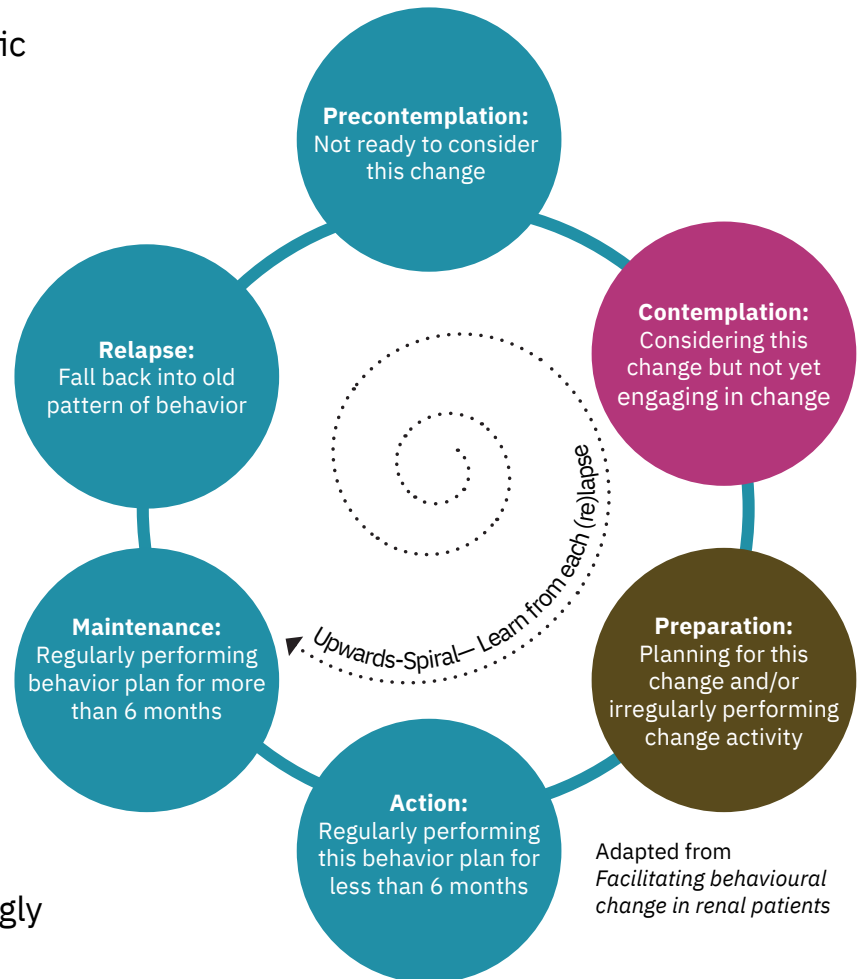 ic
Precontemplation:
Not ready to consider
this change
Contemplation:
Considering this
change but not yet
engaging in change
Preparation:
Planning for this
change and/or
irregularly performing
change activity
Action:
Regularly performing
this behavior plan for
less than 6 months
Maintenance:
Regularly performing
behavior plan for more
than 6 months
Relapse:
Fall back into old
pattern of behavior
Upwards-Spiral— Learn from each (re)lapse
Adapted from
Facilitating behavioural
change in renal patients
gly